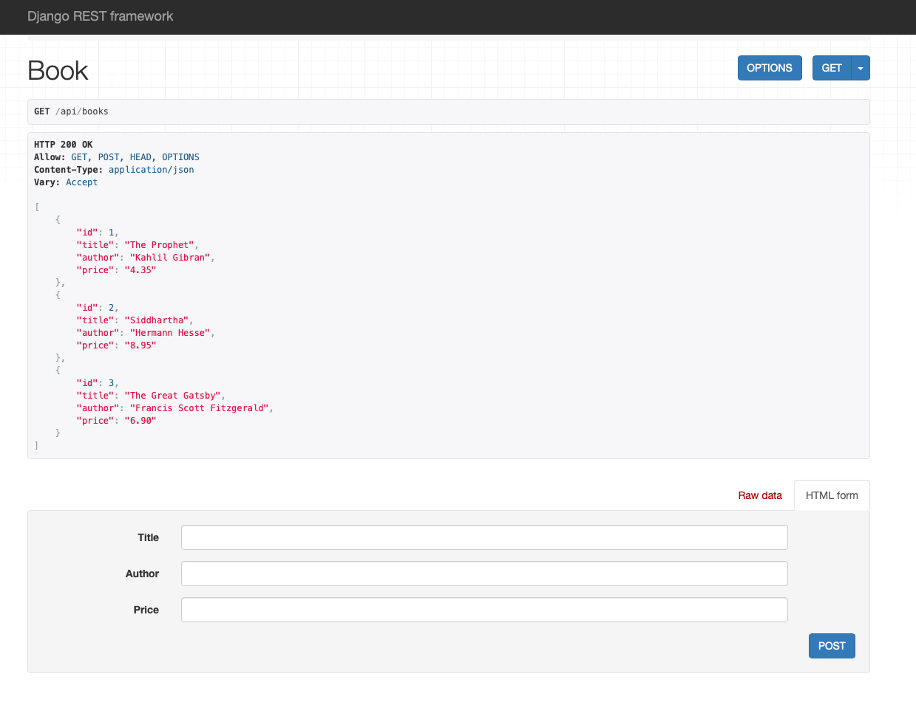 Django REST framework
Book
OPTIONS
GET
GET /api/books
HTTP 200 OK
Allow: GET, POST, HEAD, OPTIONS
Content-Type: application/json
Vary: Accept
[
    {
        "id": 1,
        "title": "The Prophet",
        "author": "Kahlil Gibran",
        "price": "4.35"
    },
    {
        "id": 2,
        "title": "Siddhartha",
        "author": "Hermann Hesse",
        "price": "8.95"
    },
    {
        "id": 3,
        "title": "The Great Gatsby",
        "author": "Francis Scott Fitzgerald",
        "price": "6.90"
    }
]
Raw data
HTML form
Title
Author
Price
POST